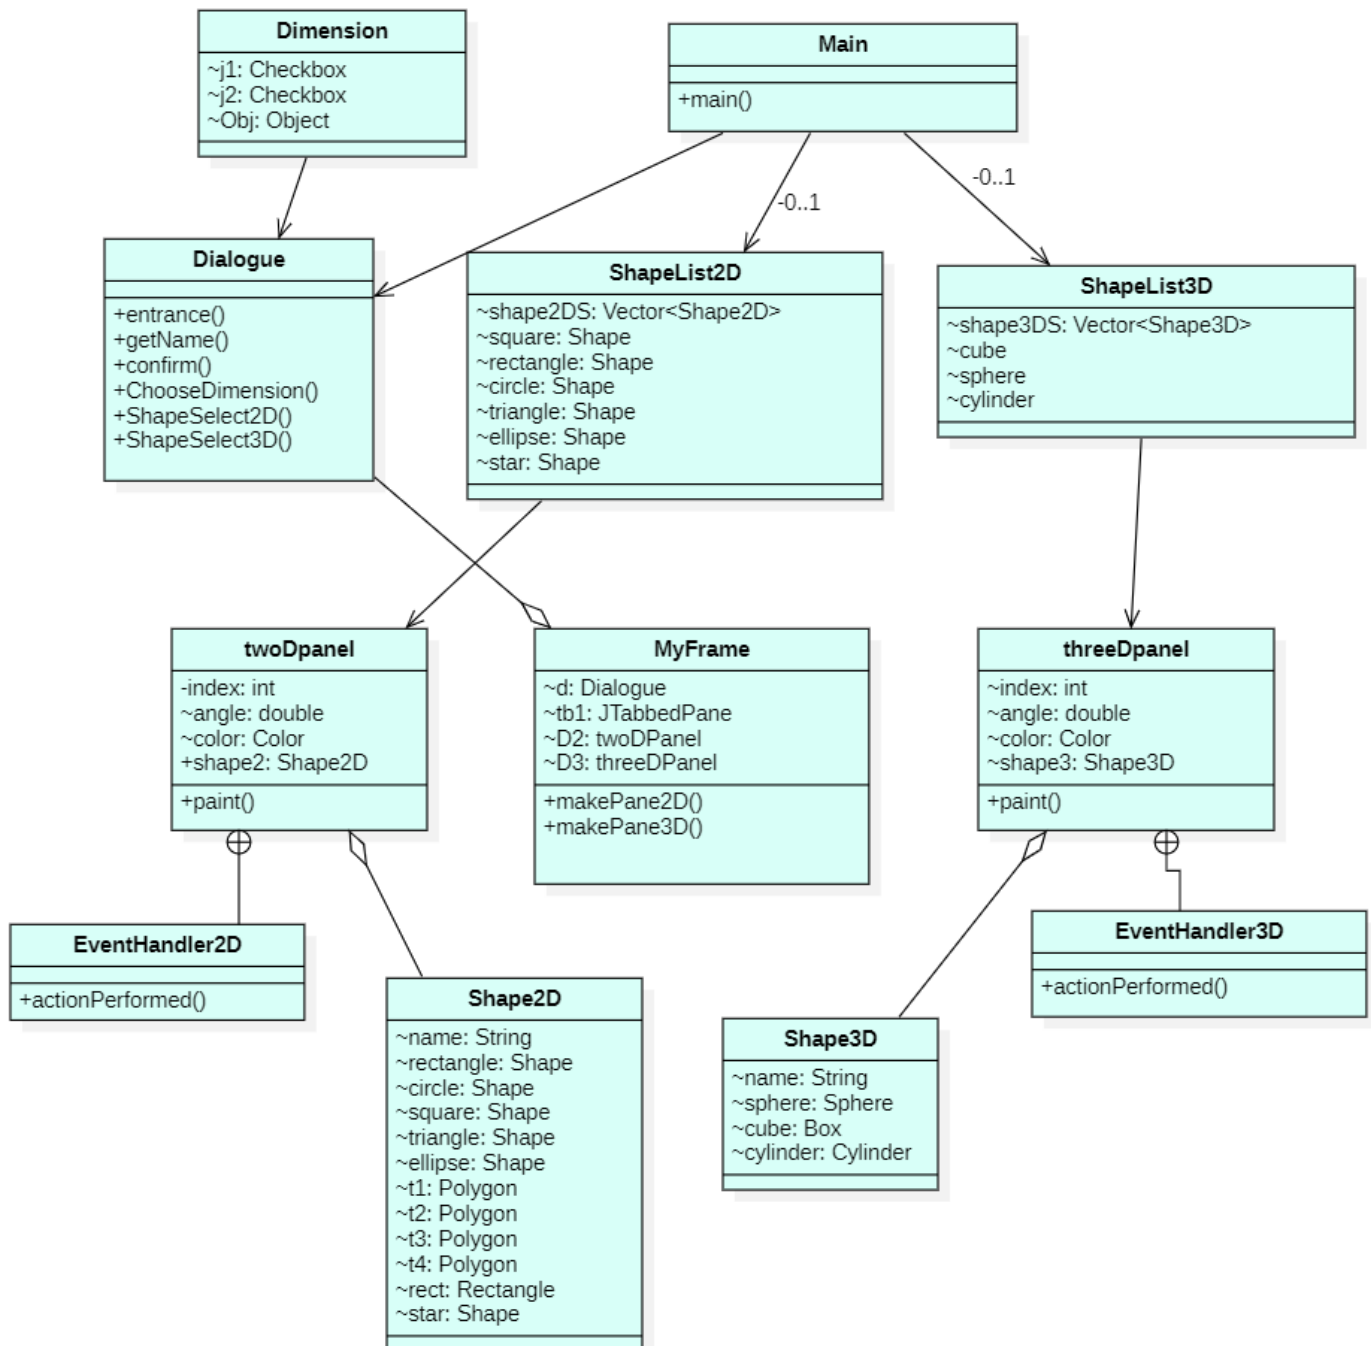 Dimension
~j1: Checkbox
~j2: Checkbox
~Obj: Object
Main
+main()
-0..1
-0..1
Dialogue
+entrance()
+getName()
+confirm()
+ChooseDimension()
+ShapeSelect2D()
+ShapeSelect3D()
ShapeList2D
~shape2DS: Vector<Shape2D>
~square: Shape
~rectangle: Shape
~circle: Shape
~triangle: Shape
~ellipse: Shape
~star: Shape
ShapeList3D
~shape3DS: Vector<Shape3D>
~cube
~sphere
~cylinder
twoDpanel
-index: int
~angle: double
~color: Color
+shape2: Shape2D
+paint()
MyFrame
~d: Dialogue
~tb1: JTabbedPane
~D2: twoDPanel
~D3: threeDPanel
+makePane2D()
+makePane3D()
threeDpanel
~index: int
~angle: double
~color: Color
~shape3: Shape3D
+paint()
EventHandler2D
+actionPerformed()
Shape2D
~name: String
~rectangle: Shape
~circle: Shape
~square: Shape
~triangle: Shape
~ellipse: Shape
~t1: Polygon
~t2: Polygon
~t3: Polygon
~t4: Polygon
~rect: Rectangle
~star: Shape
Shape3D
~name: String
~sphere: Sphere
~cube: Box
~cylinder: Cylinder
EventHandler3D
+actionPerformed()